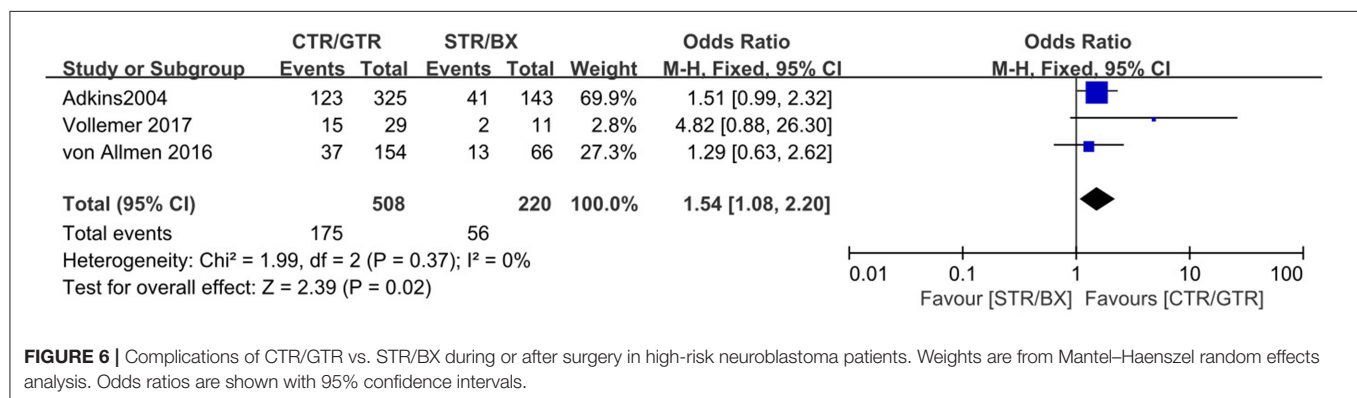 CTR/GTR STR/BX Odds Ratio Odds Ratio
Study or Subgroup Events Total Events Total Weight M-H, Fixed, 95% CI M-H, Fixed, 95% CI
Adkins2004 123 325 41 143 69.9% 1.51 [0.99, 2.32]
Vollemer 2017 15 29 2 11 2.8% 4.82 [0.88, 26.30]
von Allmen 2016 37 154 13 66 27.3% 1.29 [0.63, 2.62]
Total (95% CI) 508 220 100.0% 1.54 [1.08, 2.20]
Total events 175 56
Heterogeneity: Chi² = 1.99, df = 2 (P = 0.37); I² = 0%
Test for overall effect: Z = 2.39 (P = 0.02)
0.01 0.1 1 10 100
Favour [STR/BX] Favours [CTR/GTR]
FIGURE 6 | Complications of CTR/GTR vs. STR/BX during or after surgery in high-risk neuroblastoma patients. Weights are from Mantel–Haenszel random effects
analysis. Odds ratios are shown with 95% confidence intervals.